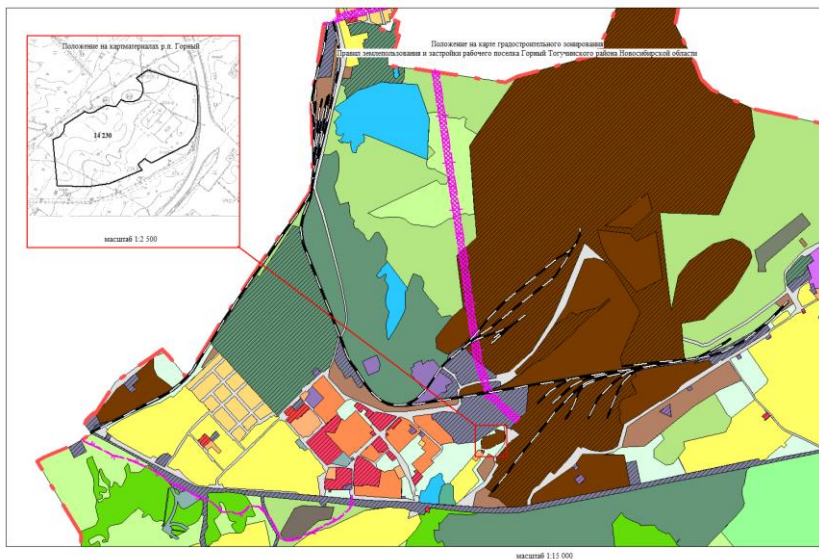 Положение на картматериалах р.п. Горный
14 230
масштаб 1:2 500
Положение на карте градостроительного зонирования
Правил землепользования и застройки рабочего поселка Горный Тогучинского района Новосибирской области
масштаб 1:15 000